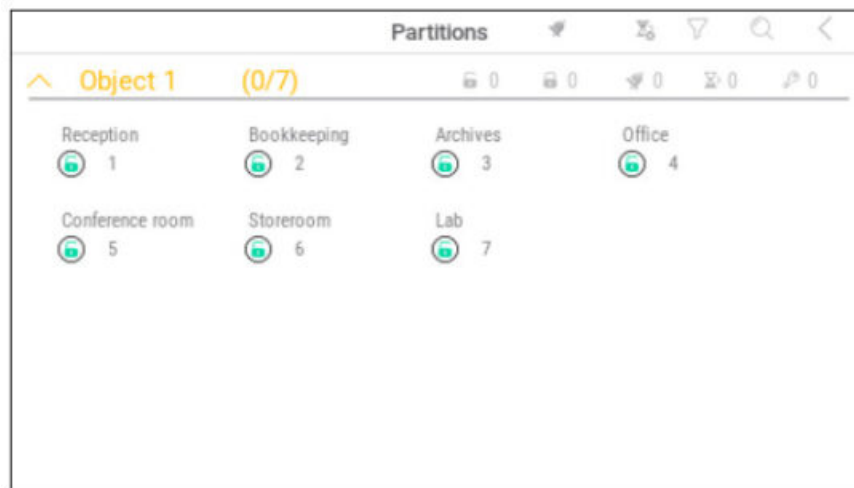 Partitions
Object 1 (0/7) 0 0 0 0 0
Reception Bookkeeping Archives Office
1 2 3 4
Conference room Storeroom Lab
5 6 7